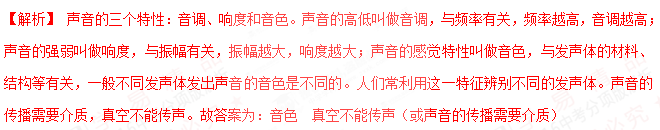 【解析】 声音的三个特性：音调、响度和音色。声音的高低叫做音调，与频率有关，频率越高，音调越高；
声音的强弱叫做响度，与振幅有关，振幅越大，响度越大；声音的感觉特性叫做音色，与发声体的材料、
结构等有关，一般不同发声体发出声音的音色是不同的。人们常利用这一特征辨别不同的发声体。声音的
传播需要介质，真空不能传声。故答案为：音色　真空不能传声（或声音的传播需要介质）